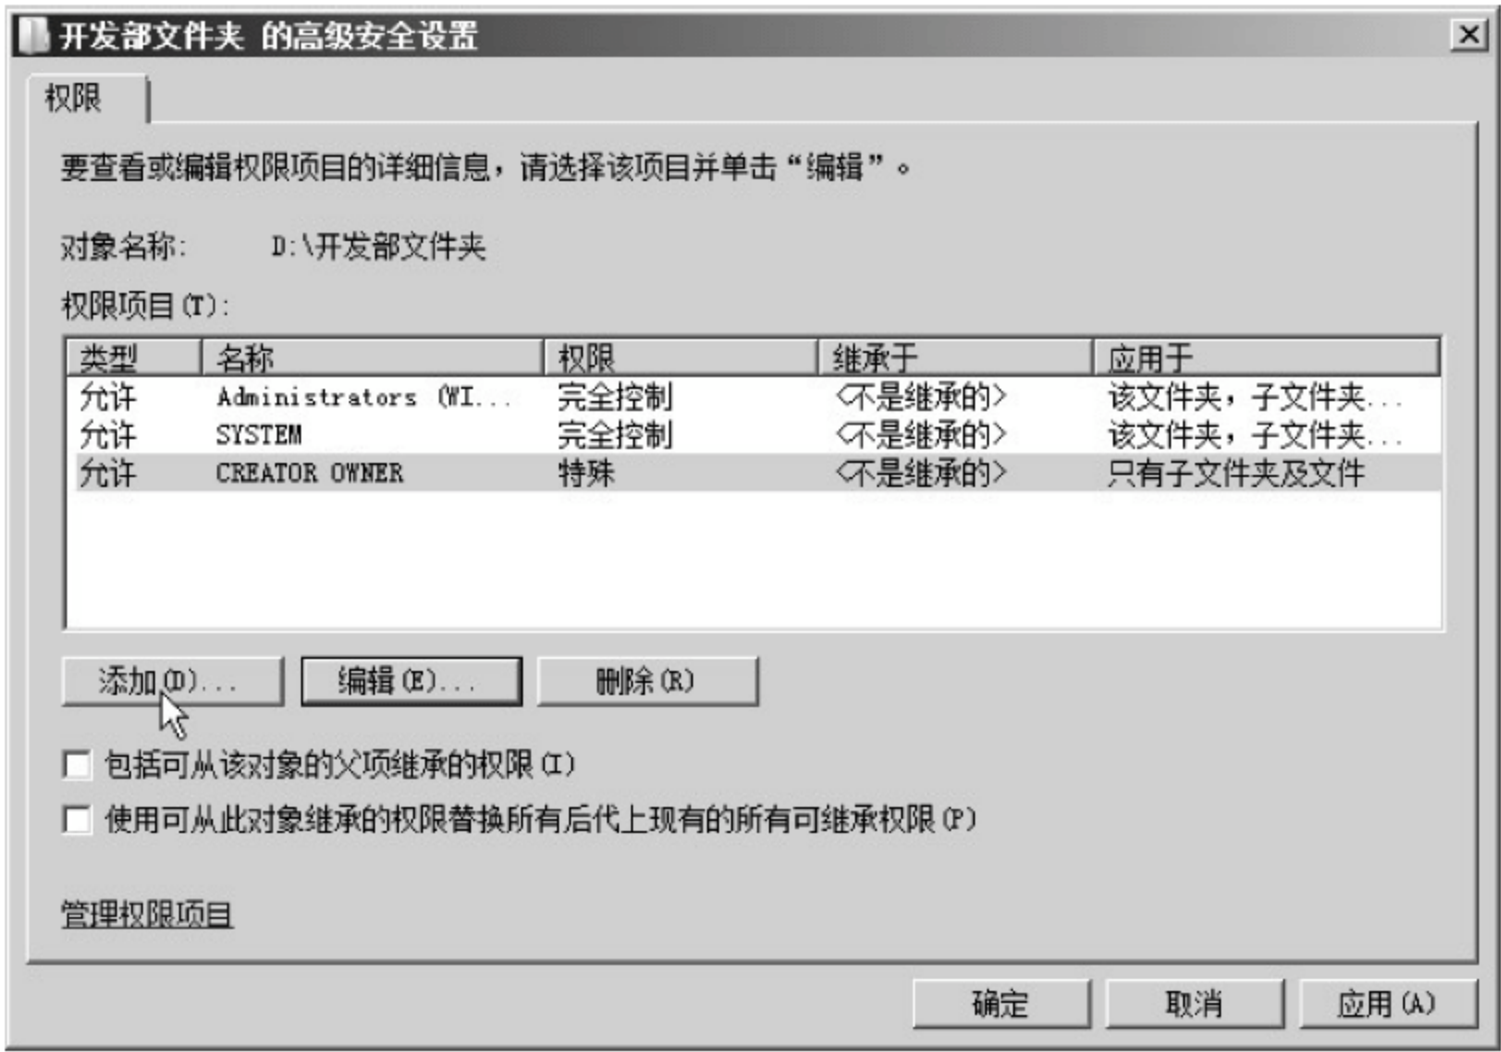 开发部文件夹 的高级安全设置
权限
要查看或编辑权限项目的详细信息，请选择该项目并单击“编辑”。
对象名称: D:\开发部文件夹
权限项目(T):
类型 名称 权限 继承于 应用于
允许 Administrators (WI... 完全控制 <不是继承的> 该文件夹，子文件夹...
允许 SYSTEM 完全控制 <不是继承的> 该文件夹，子文件夹...
允许 CREATOR OWNER 特殊 <不是继承的> 只有子文件夹及文件
添加(D)... 编辑(E)... 删除(R)
包括可从该对象的父项继承的权限(I)
使用可从此对象继承的权限替换所有后代上现有的所有可继承权限(P)
管理权限项目
确定 取消 应用(A)